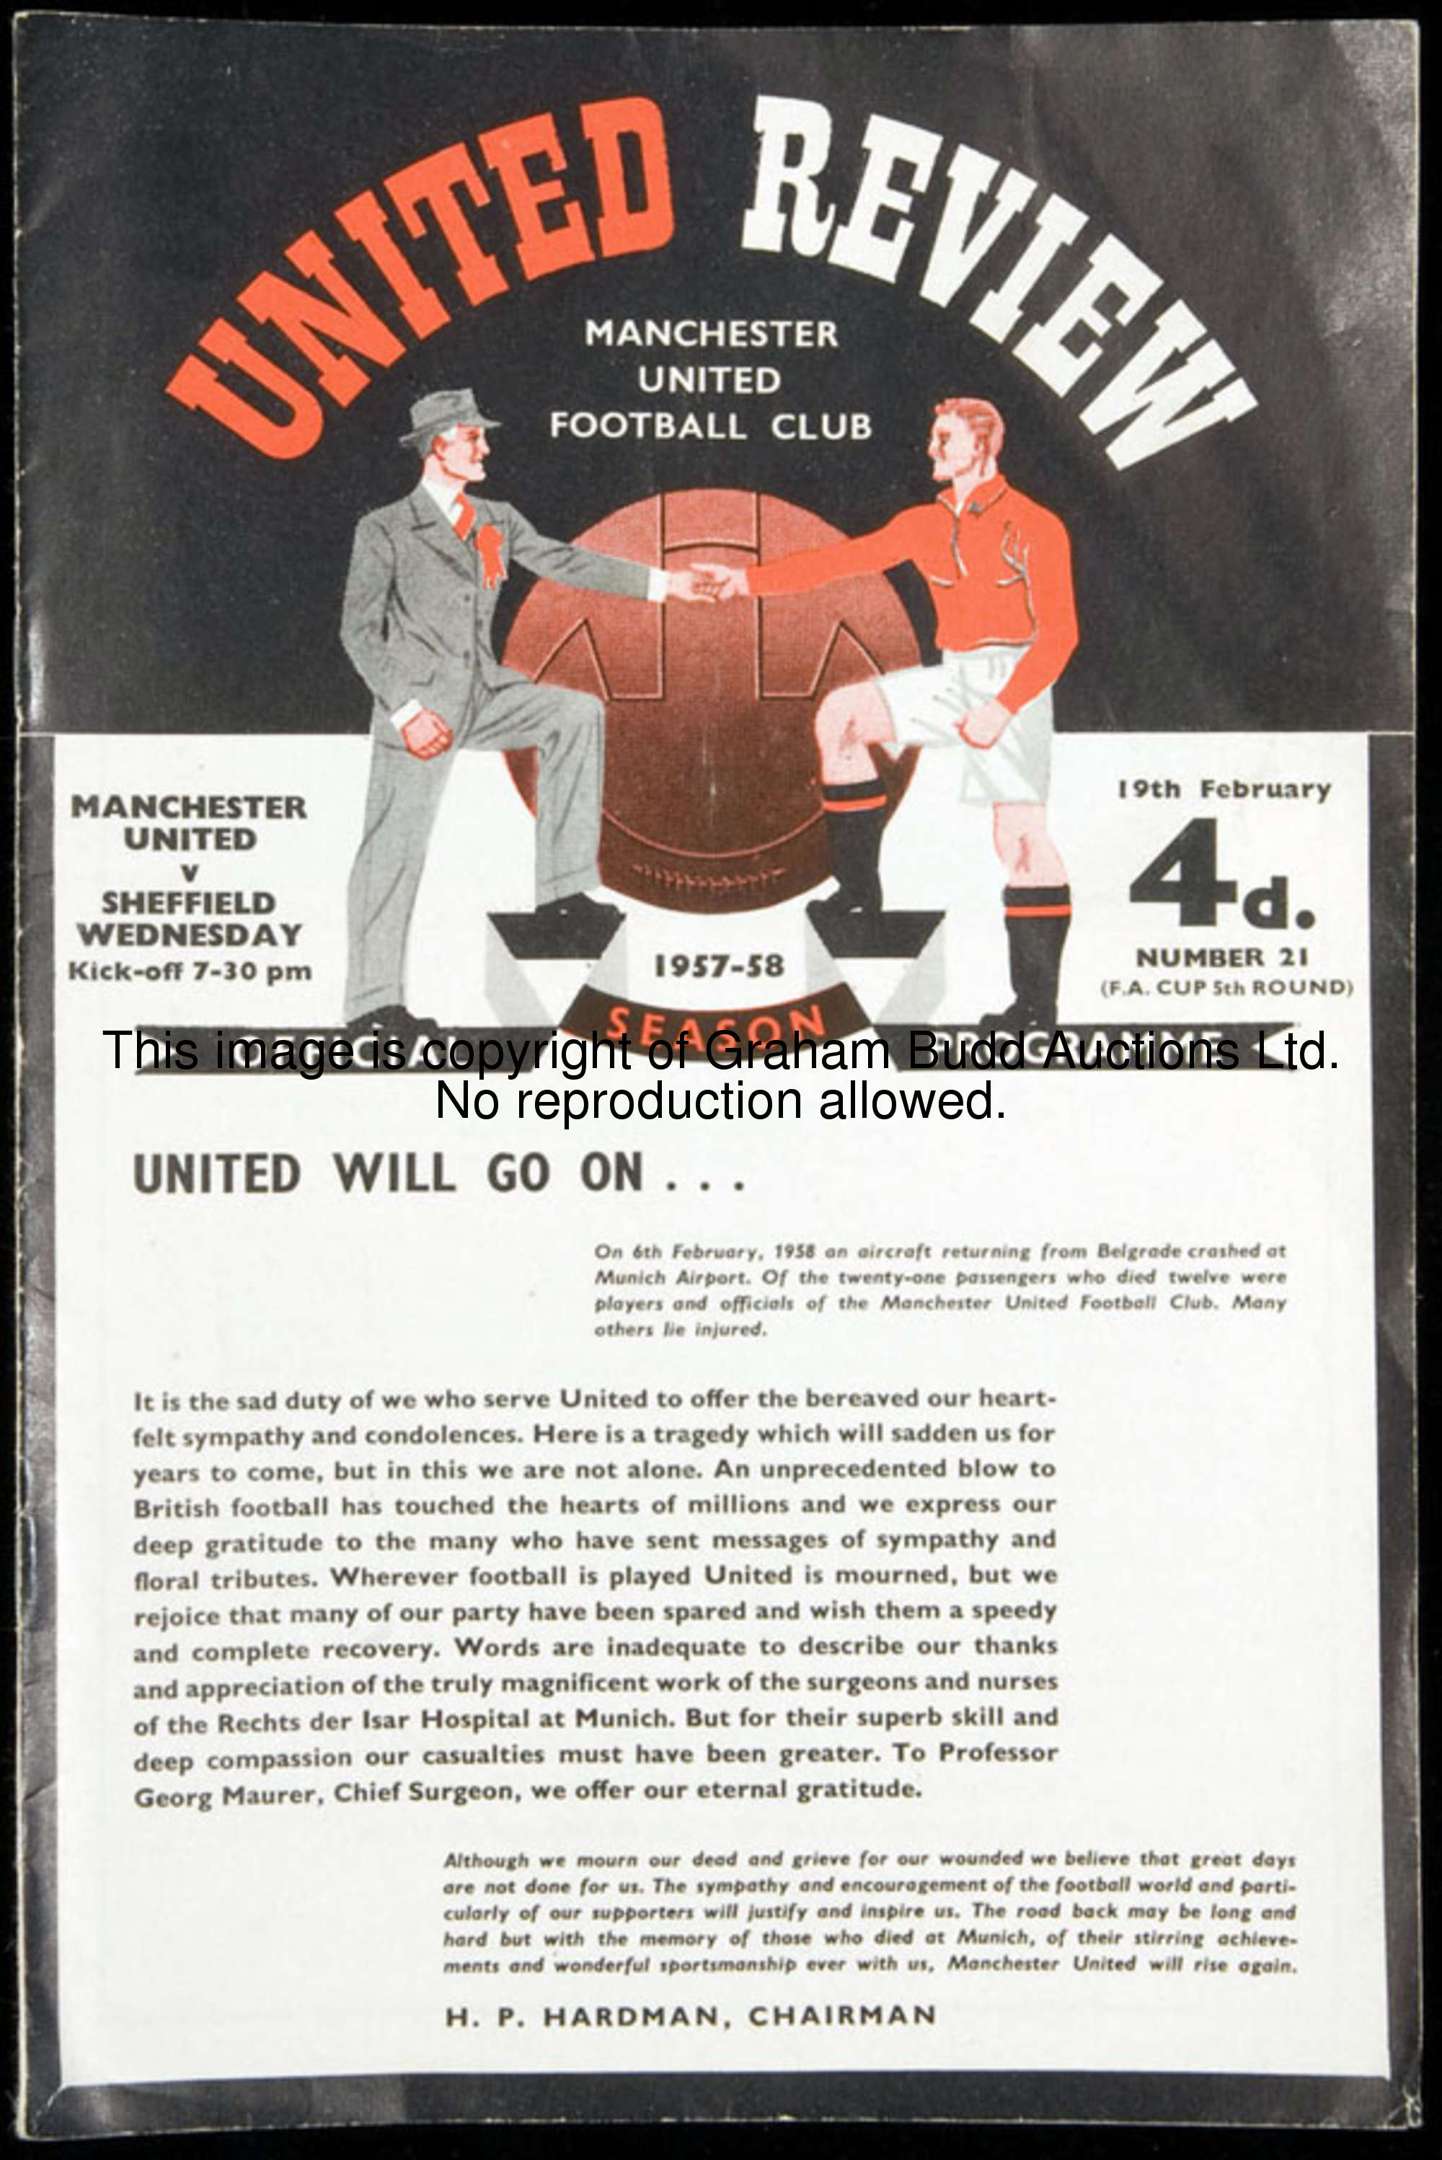 UNITED REVIEW
MANCHESTER
UNITED
FOOTBALL CLUB
MANCHESTER
UNITED
v
SHEFFIELD
WEDNESDAY
Kick-off 7-30 pm
19th February
4d.
NUMBER 21
(F.A. CUP 5th ROUND)
1957-58
SEASON
OFFICIAL PROGRAMME
This image is copyright of Graham Budd Auctions Ltd.
No reproduction allowed.
UNITED WILL GO ON . . .
On 6th February, 1958 an aircraft returning from Belgrade crashed at
Munich Airport. Of the twenty-one passengers who died twelve were
players and officials of the Manchester United Football Club. Many
others lie injured.
It is the sad duty of we who serve United to offer the bereaved our heart-
felt sympathy and condolences. Here is a tragedy which will sadden us for
years to come, but in this we are not alone. An unprecedented blow to
British football has touched the hearts of millions and we express our
deep gratitude to the many who have sent messages of sympathy and
floral tributes. Wherever football is played United is mourned, but we
rejoice that many of our party have been spared and wish them a speedy
and complete recovery. Words are inadequate to describe our thanks
and appreciation of the truly magnificent work of the surgeons and nurses
of the Rechts der Isar Hospital at Munich. But for their superb skill and
deep compassion our casualties must have been greater. To Professor
Georg Maurer, Chief Surgeon, we offer our eternal gratitude.
Although we mourn our dead and grieve for our wounded we believe that great days
are not done for us. The sympathy and encouragement of the football world and parti-
cularly of our supporters will justify and inspire us. The road back may be long and
hard but with the memory of those who died at Munich, of their stirring achieve-
ments and wonderful sportsmanship ever with us, Manchester United will rise again.
H. P. HARDMAN, CHAIRMAN